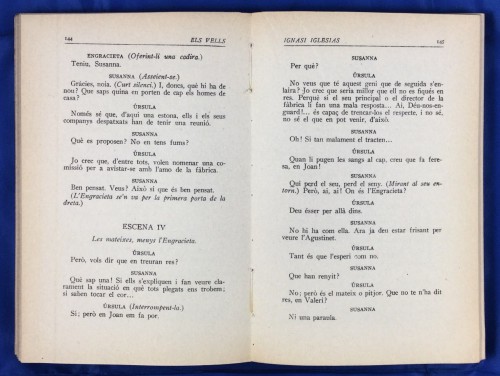 144
ELS VELLS
ENGRACIETA (Oferint-li una cadira.)
Teniu, Susanna.
SUSANNA (Asseient-se.)
Gràcies, noia. (Curt silenci.) I, doncs, què hi ha de
nou? Que saps quina en porten de cap els homes de
casa?
ÚRSULA
Només sé que, d'aquí una estona, ells i els seus
companys despatxats han de tenir una reunió.
SUSANNA
Què es proposen? No en tens fums?
ÚRSULA
Jo crec que, d'entre tots, volen nomenar una co-
missió per a avistar-se amb l'amo de la fàbrica.
SUSANNA
Ben pensat. Veus? Això sí que és ben pensat.
(L'Engracieta se'n va per la primera porta de la
dreta.)
ESCENA IV
Les mateixes, menys l'Engracieta.
ÚRSULA
Però, vols dir que en treuran res?
SUSANNA
Qué sap una! Si ells s'expliquen i fan veure cla-
rament la situació en què tots plegats ens trobem;
si saben tocar el cor...
ÚRSULA (Interrompent-la.)
Sí; però en Joan em fa por.
IGNASI IGLESIAS
145
SUSANNA
Per què?
ÚRSULA
No veus que té aquest geni que de seguida s'en-
laira? Jo crec que seria millor que ell no es fiqués en
res. Perquè si el seu principal o el director de la
fàbrica li fan una mala resposta... Ai, Déu-nos-en-
guard!... és capaç de trencar-los el respecte, i no sé,
no sé el que en pot venir, d'això.
SUSANNA
Oh! Si tan malament el tracten...
ÚRSULA
Quan li pugen les sangs al cap, creu que fa fere-
sa, en Joan!
SUSANNA
Qui perd el seu, perd el seny. (Mirant al seu en-
torn.) Però, ai, ai! On és l'Engracieta?
ÚRSULA
Deu ésser per allà dins.
SUSANNA
No hi ha com ella. Ara ja deu estar frisant per
veure l'Agustinet.
ÚRSULA
Tant és que l'esperi com no.
SUSANNA
Que han renyit?
ÚRSULA
No; però és el mateix o pitjor. Que no te n'ha dit
res, en Valeri?
SUSANNA
Ni una paraula.